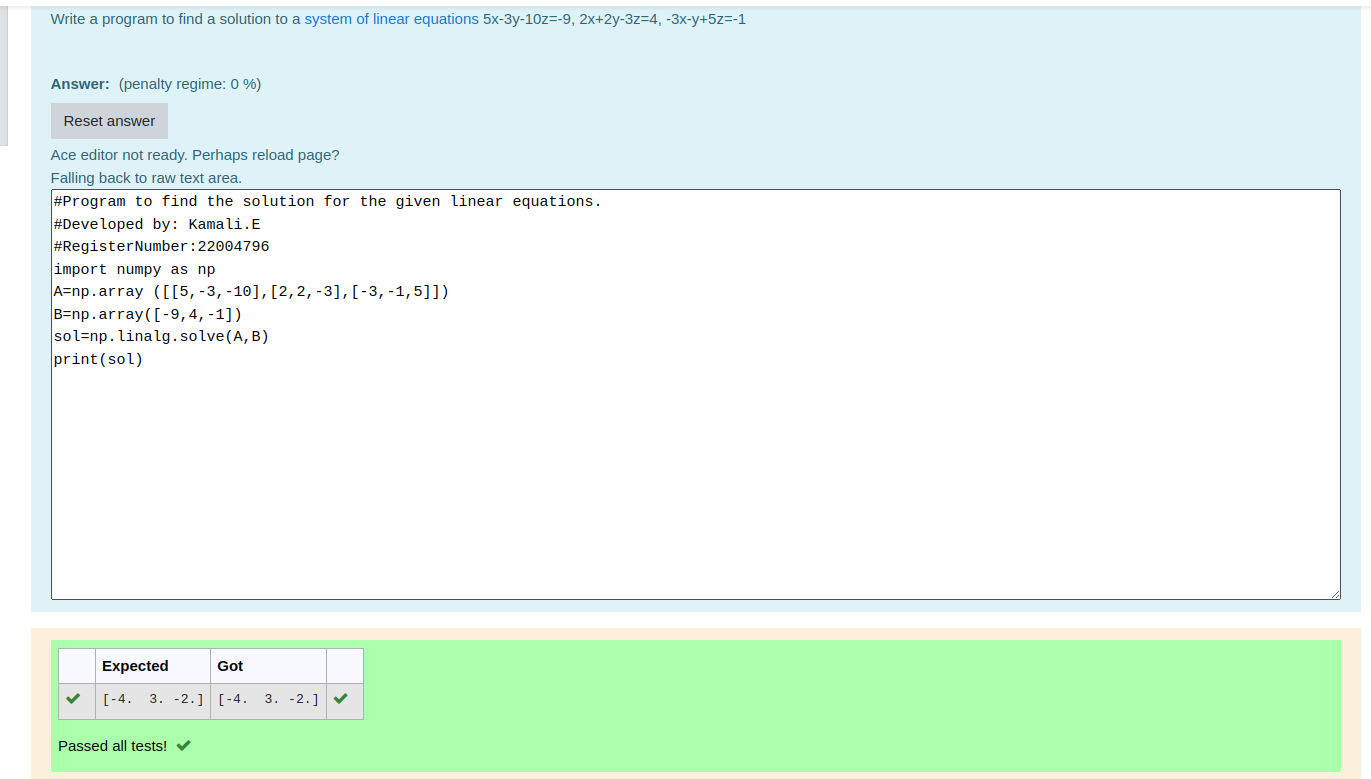 Write a program to find a solution to a system of linear equations 5x-3y-10z=-9, 2x+2y-3z=4, -3x-y+5z=-1
Answer: (penalty regime: 0 %)
Reset answer
Ace editor not ready. Perhaps reload page?
Falling back to raw text area.
#Program to find the solution for the given linear equations.
#Developed by: Kamali.E
#RegisterNumber:22004796
import numpy as np
A=np.array ([[5,-3,-10],[2,2,-3],[-3,-1,5]])
B=np.array([-9,4,-1])
sol=np.linalg.solve(A,B)
print(sol)
Expected Got
[-4.  3. -2.] [-4.  3. -2.]
Passed all tests!